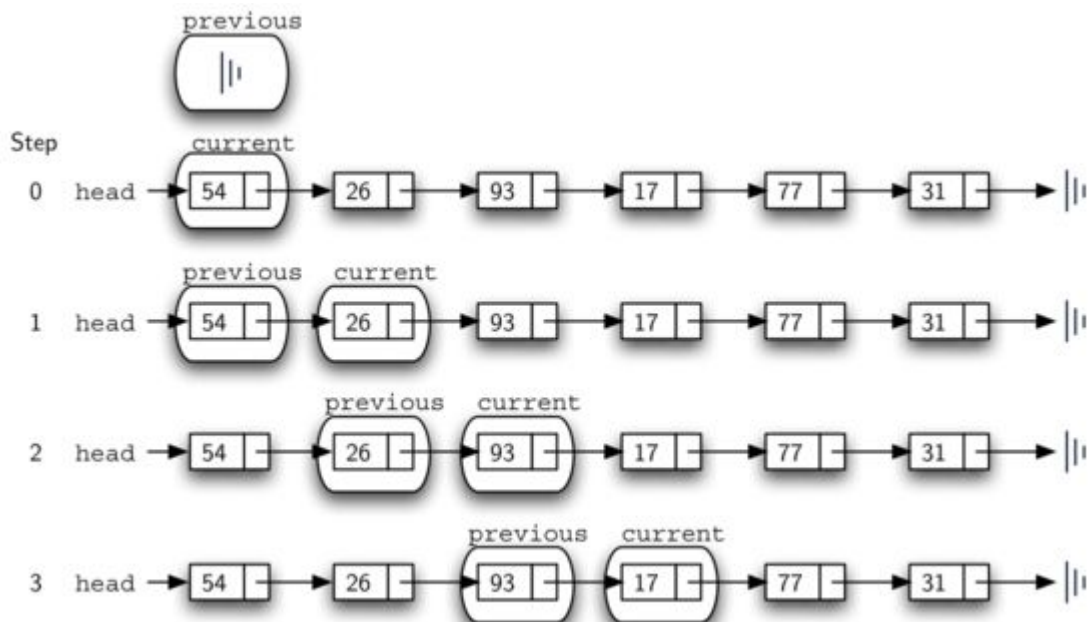 previous
Step
current
0 head 54 26 93 17 77 31
previous current
1 head 54 26 93 17 77 31
previous current
2 head 54 26 93 17 77 31
previous current
3 head 54 26 93 17 77 31